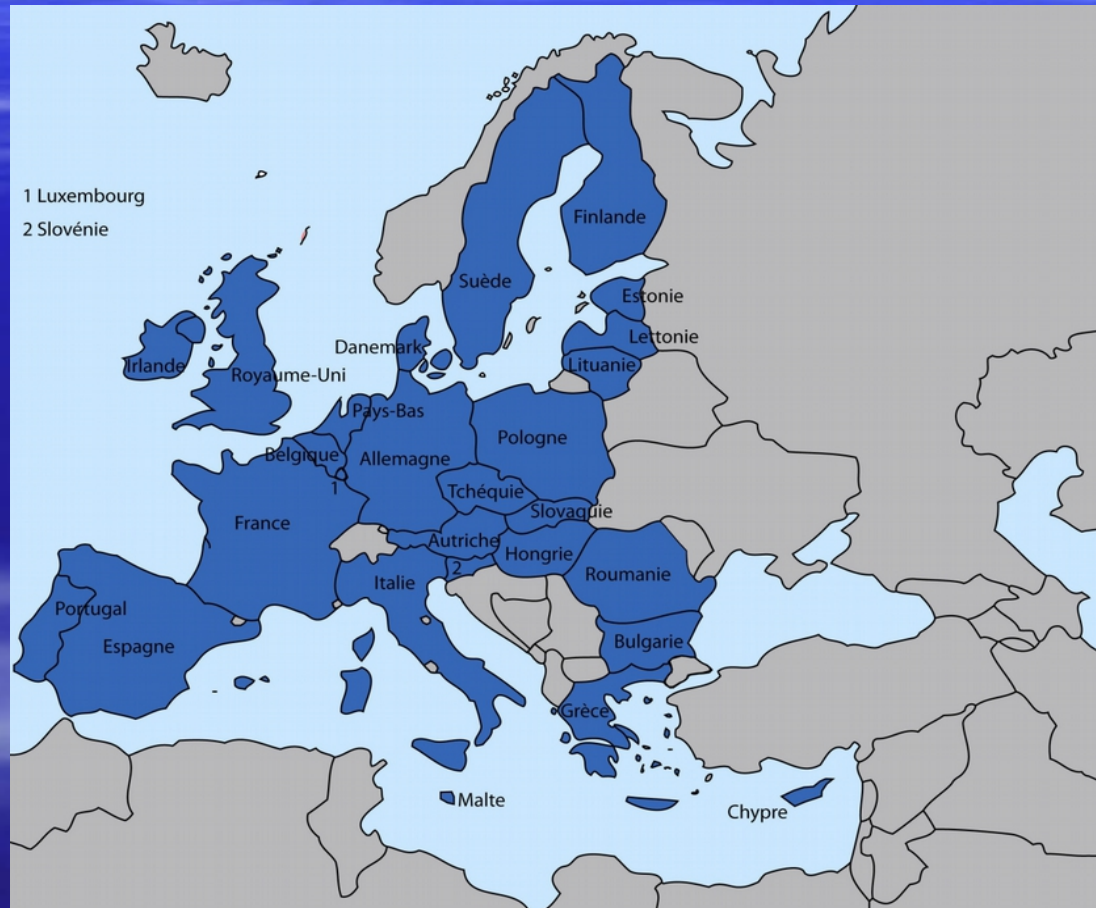 1 Luxembourg
2 Slovénie
Finlande
Suède
Estonie
Lettonie
Danemark
Lituanie
Irlande
Royaume-Uni
Pays-Bas
Pologne
Belgique
Allemagne
1
Tchéquie
Slovaquie
France
Autriche
Hongrie
2
Italie
Roumanie
Portugal
Bulgarie
Espagne
Grèce
Malte
Chypre